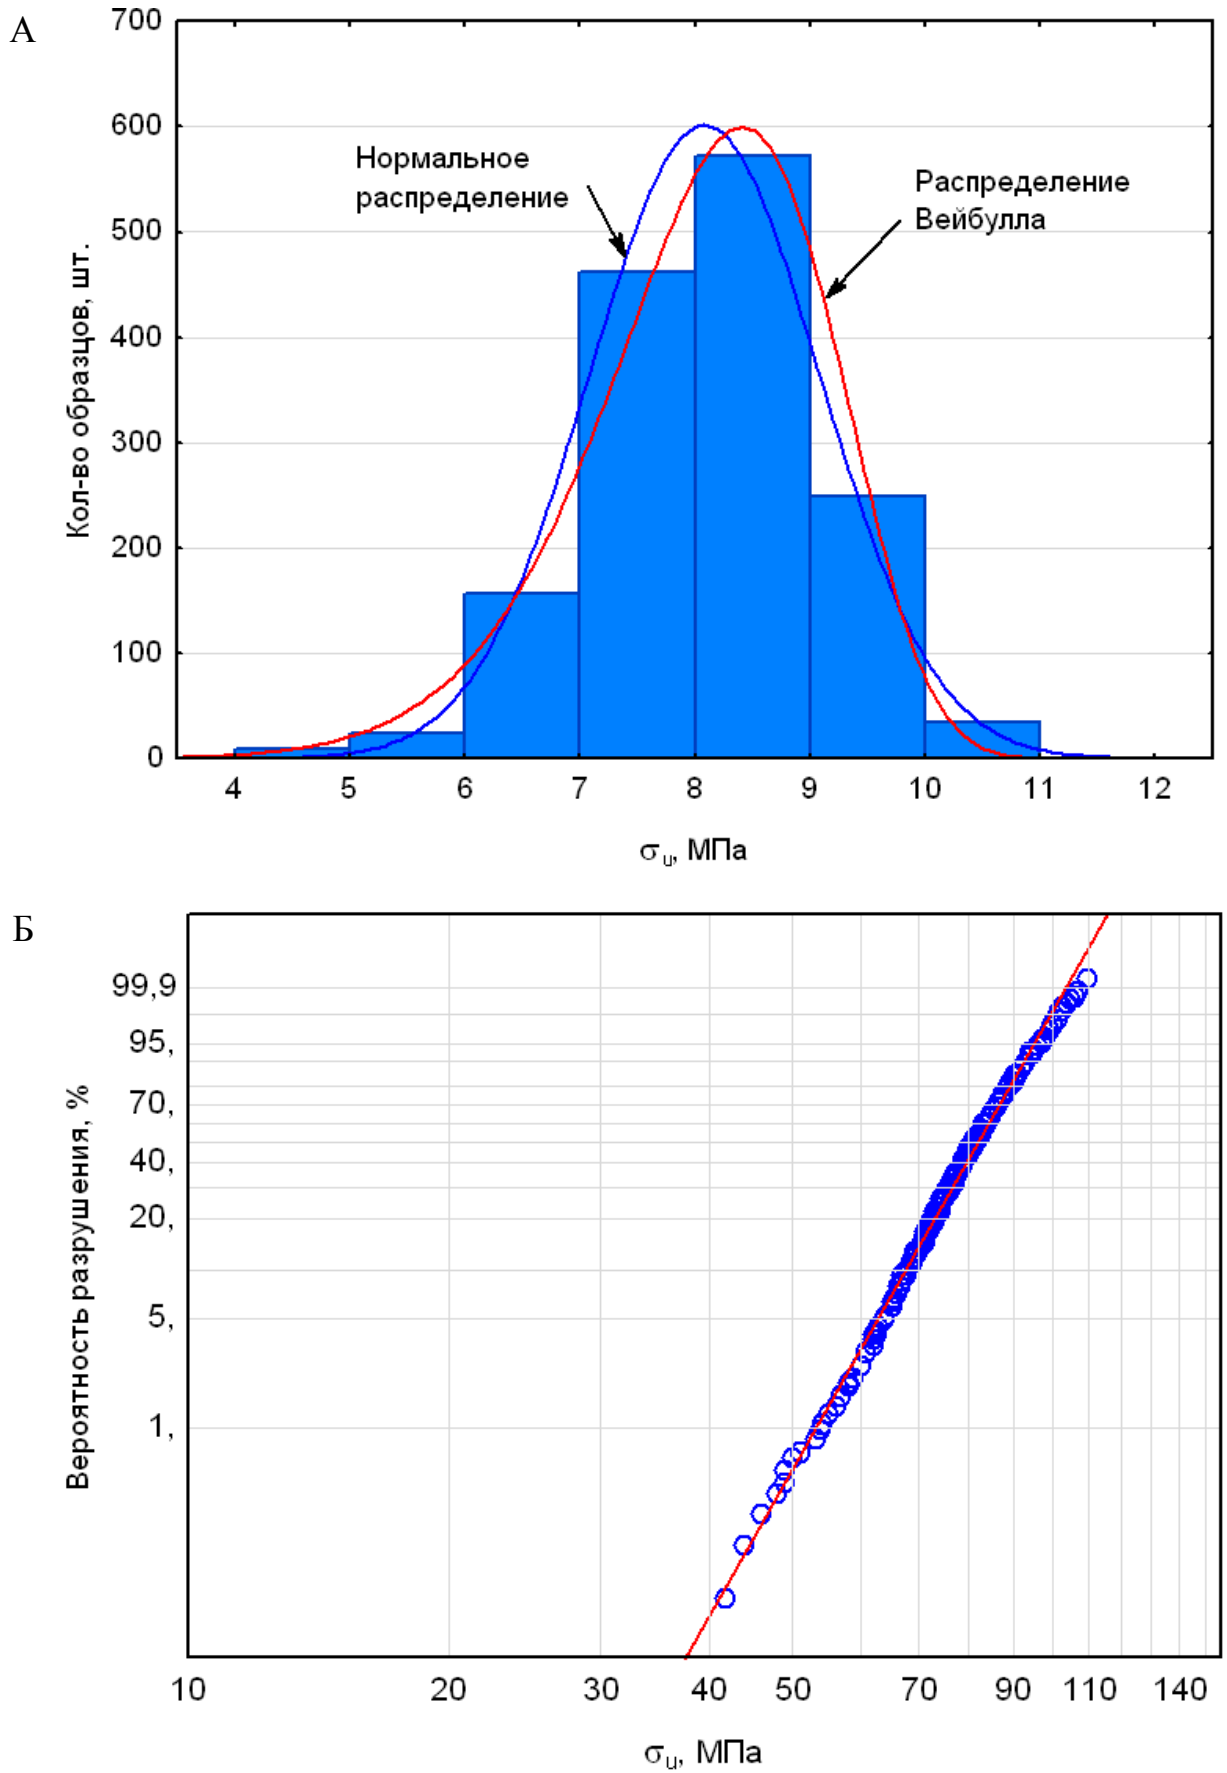 А
700
600
500
400
300
200
100
0
Кол-во образцов, шт.
Нормальное
распределение
Распределение
Вейбулла
4 5 6 7 8 9 10 11 12
σu, МПа
Б
99,9
95,
70,
40,
20,
5,
1,
Вероятность разрушения, %
10 20 30 40 50 70 90 110 140
σu, МПа